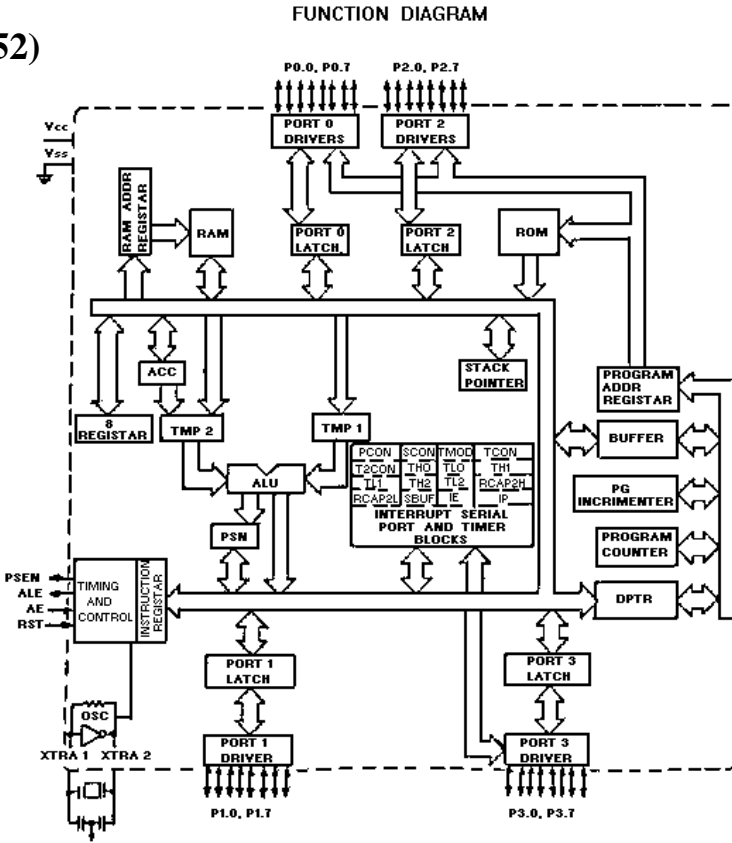 FUNCTION DIAGRAM
52)
P0.0, P0.7
P2.0, P2.7
PORT 0
DRIVERS
PORT 2
DRIVERS
Vcc
Vss
RAM ADDR
REGISTAR
RAM
PORT 0
LATCH
PORT 2
LATCH
ROM
ACC
STACK
POINTER
PROGRAM
ADDR
REGISTAR
8
REGISTAR
TMP 2
TMP 1
BUFFER
PCON SCON TMOD TCON
T2CON TH0 TL0 TH1
TL1 TH2 TL2 RCAP2H
RCAP2L SBUF IE IP
INTERRUPT SERIAL
PORT AND TIMER
BLOCKS
ALU
PG
INCRIMENTER
PSN
PROGRAM
COUNTER
PSEN
ALE
AE
RST
TIMING
AND
CONTROL
INSTRUCTION
REGISTAR
DPTR
PORT 1
LATCH
PORT 3
LATCH
OSC
XTRA 1 XTRA 2
PORT 1
DRIVER
PORT 3
DRIVER
P1.0, P1.7
P3.0, P3.7